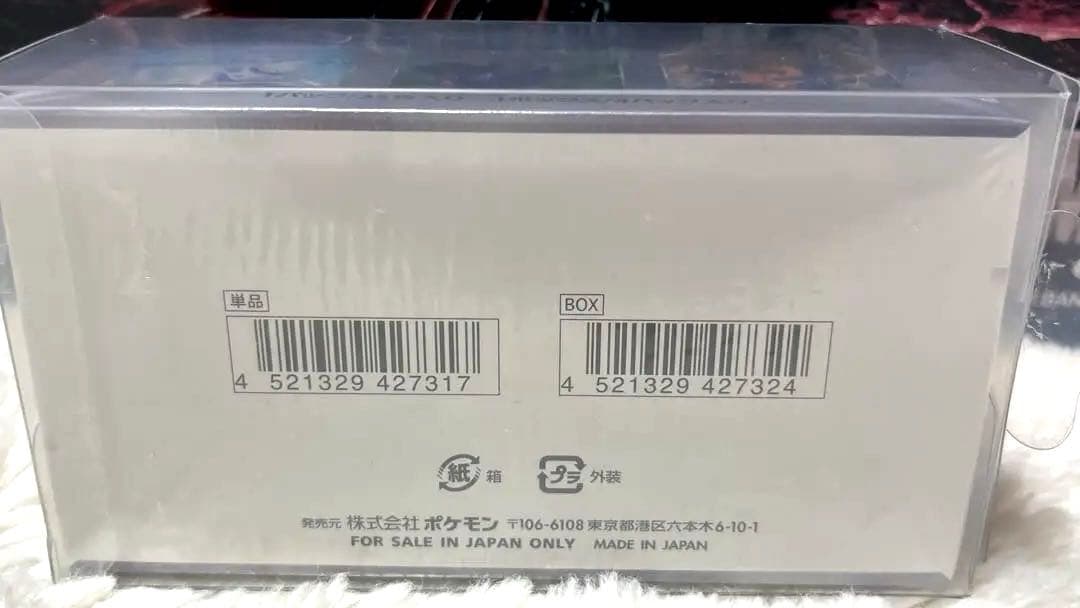 単品
BOX
4 521329 427317
4 521329 427324
紙 箱
プラ 外装
発売元 株式会社 ポケモン 〒106-6108 東京都港区六本木6-10-1
FOR SALE IN JAPAN ONLY MADE IN JAPAN